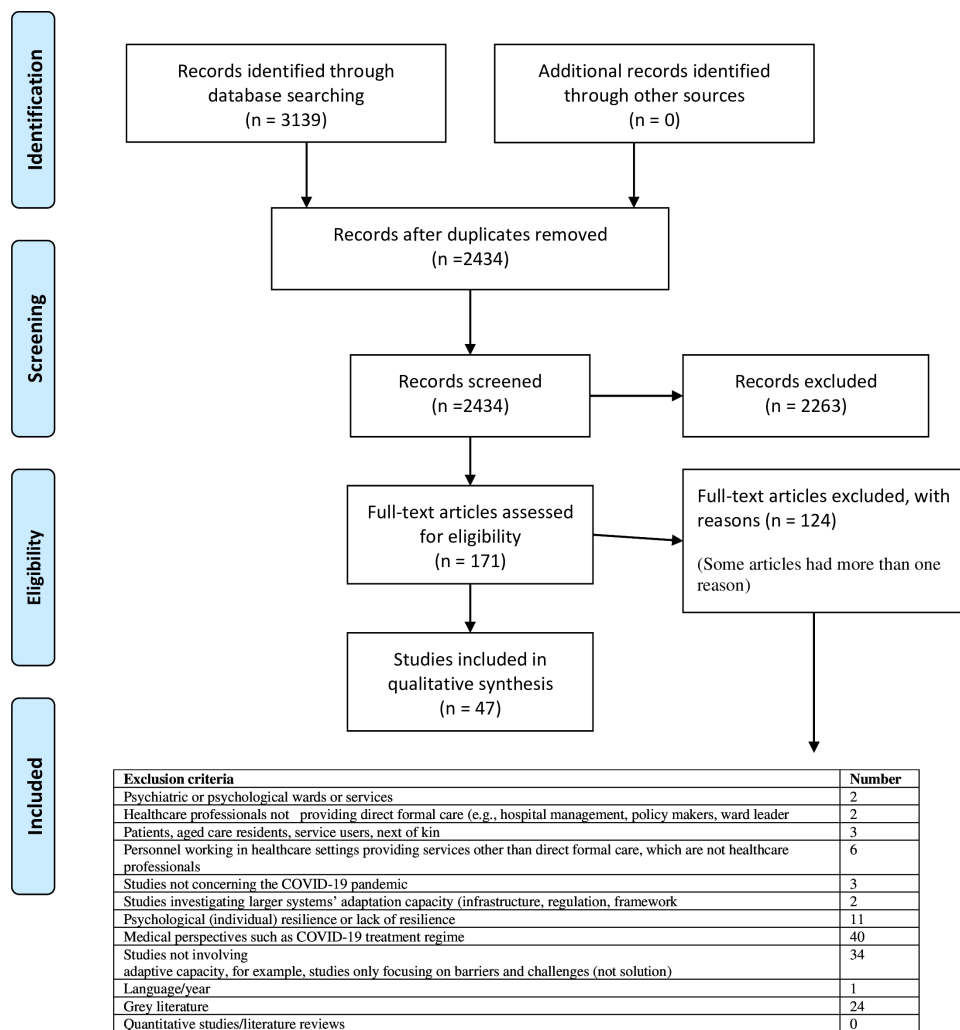 Identification
Records identified through
database searching
(n = 3139)
Additional records identified
through other sources
(n = 0)
Records after duplicates removed
(n =2434)
Screening
Records screened
(n =2434)
Records excluded
(n = 2263)
Eligibility
Full-text articles assessed
for eligibility
(n = 171)
Full-text articles excluded, with
reasons (n = 124)
(Some articles had more than one
reason)
Studies included in
qualitative synthesis
(n = 47)
Included
Exclusion criteria Number
Psychiatric or psychological wards or services 2
Healthcare professionals not providing direct formal care (e.g., hospital management, policy makers, ward leader 2
Patients, aged care residents, service users, next of kin 3
Personnel working in healthcare settings providing services other than direct formal care, which are not healthcare 6
professionals
Studies not concerning the COVID-19 pandemic 3
Studies investigating larger systems' adaptation capacity (infrastructure, regulation, framework 2
Psychological (individual) resilience or lack of resilience 11
Medical perspectives such as COVID-19 treatment regime 40
Studies not involving 34
adaptive capacity, for example, studies only focusing on barriers and challenges (not solution)
Language/year 1
Grey literature 24
Quantitative studies/literature reviews 0